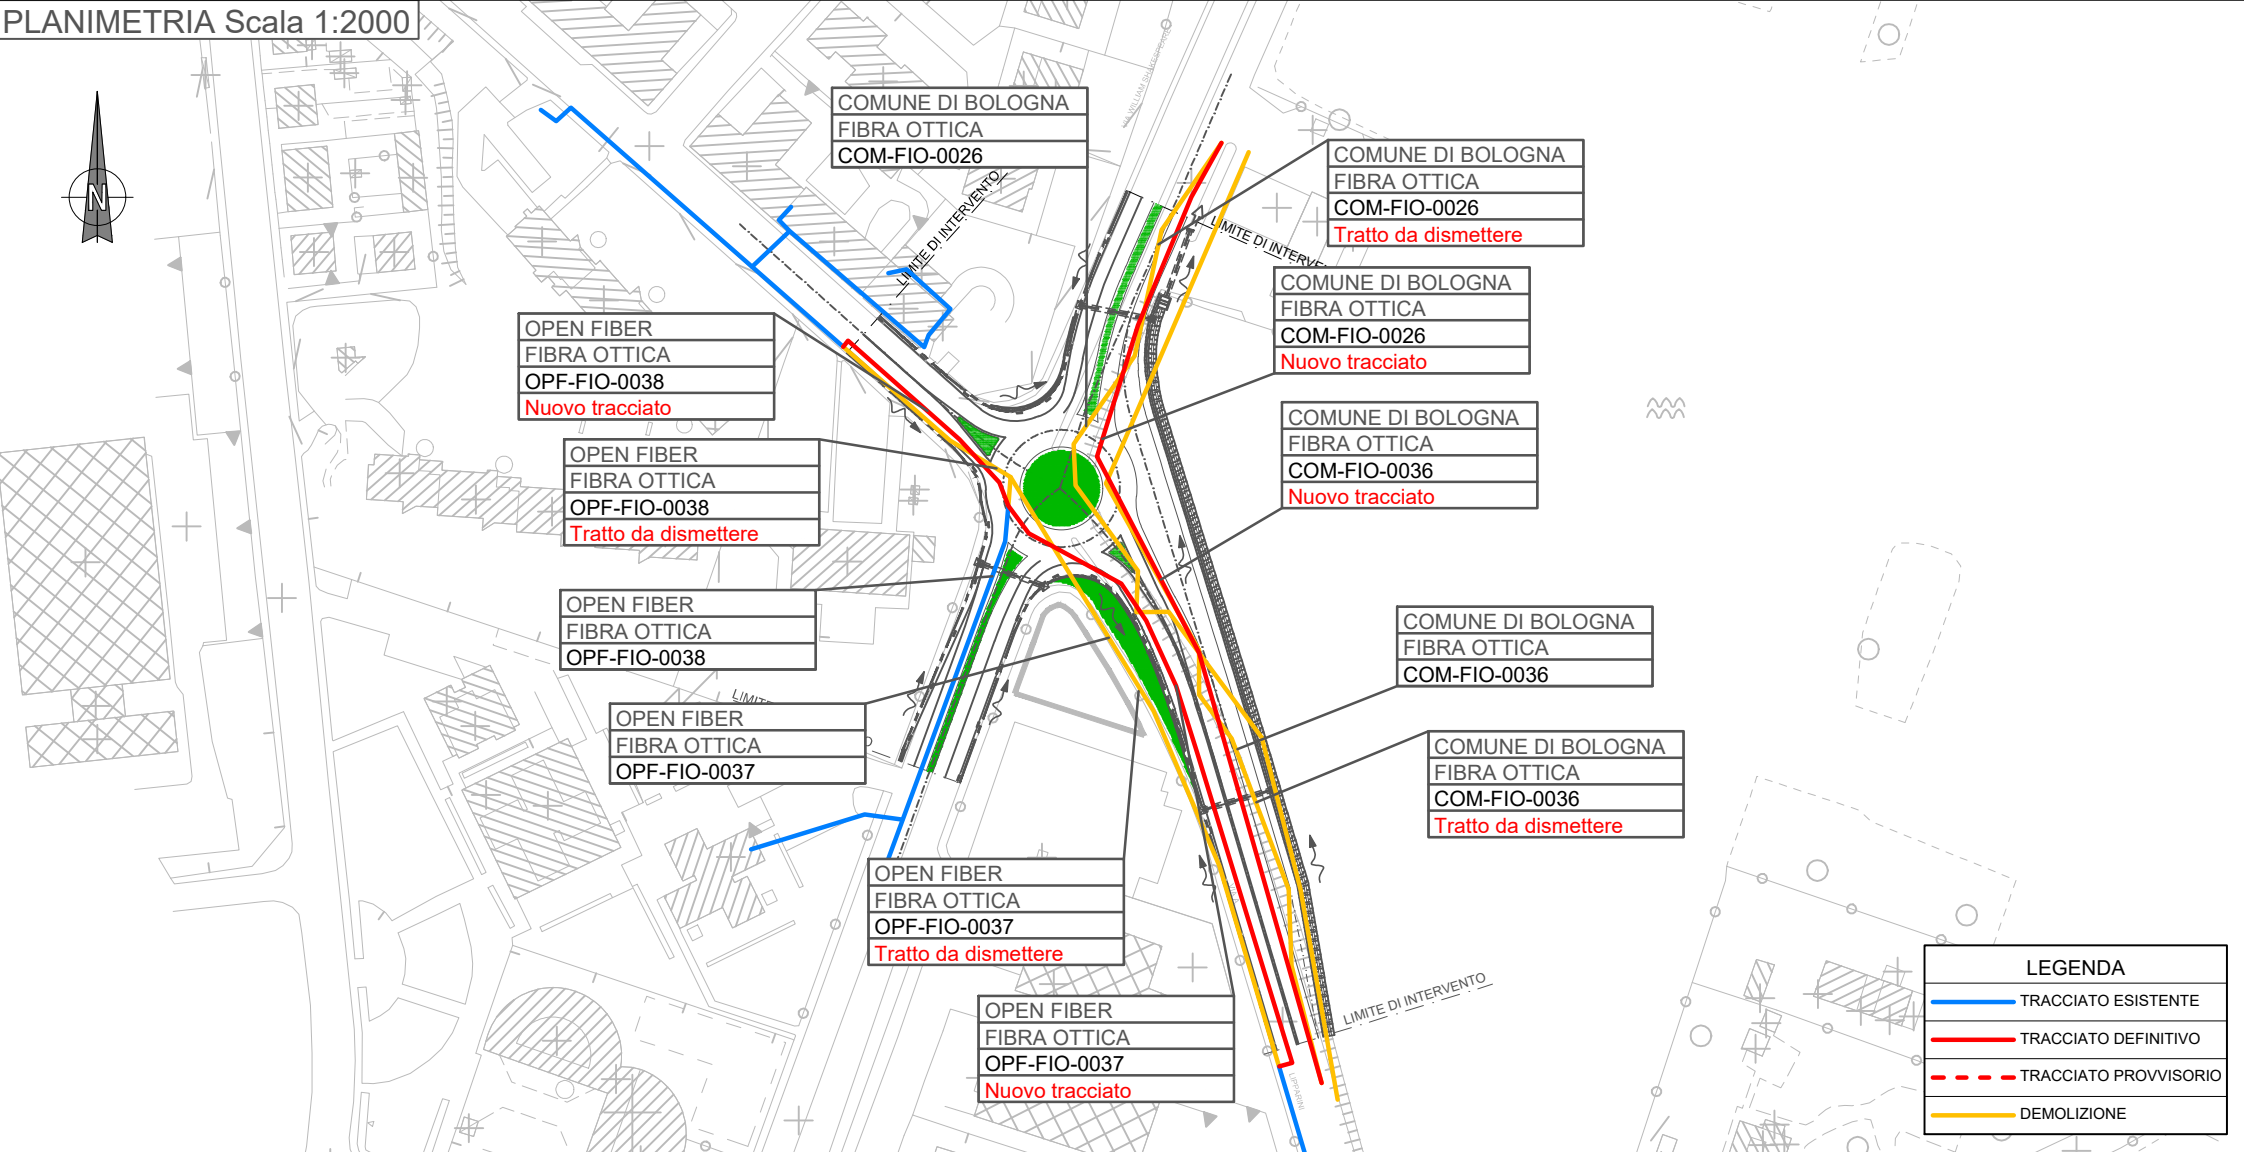 PLANIMETRIA Scala 1:2000
N
VIA WILLIAM SHAKESPEARE
COMUNE DI BOLOGNA
FIBRA OTTICA
COM-FIO-0026
LIMITE DI INTERVENTO
COMUNE DI BOLOGNA
FIBRA OTTICA
COM-FIO-0026
Tratto da dismettere
COMUNE DI BOLOGNA
FIBRA OTTICA
COM-FIO-0026
Nuovo tracciato
OPEN FIBER
FIBRA OTTICA
OPF-FIO-0038
Nuovo tracciato
COMUNE DI BOLOGNA
FIBRA OTTICA
COM-FIO-0036
Nuovo tracciato
OPEN FIBER
FIBRA OTTICA
OPF-FIO-0038
Tratto da dismettere
OPEN FIBER
FIBRA OTTICA
OPF-FIO-0038
COMUNE DI BOLOGNA
FIBRA OTTICA
COM-FIO-0036
OPEN FIBER
FIBRA OTTICA
OPF-FIO-0037
COMUNE DI BOLOGNA
FIBRA OTTICA
COM-FIO-0036
Tratto da dismettere
OPEN FIBER
FIBRA OTTICA
OPF-FIO-0037
Tratto da dismettere
OPEN FIBER
FIBRA OTTICA
OPF-FIO-0037
Nuovo tracciato
LIMITE DI INTERVENTO
LIPPARINI
LEGENDA
TRACCIATO ESISTENTE
TRACCIATO DEFINITIVO
TRACCIATO PROVVISORIO
DEMOLIZIONE